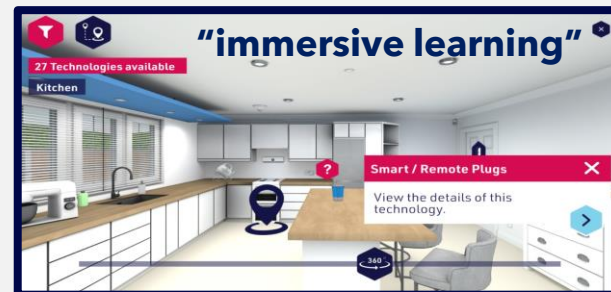 “immersive learning”
27 Technologies available
Kitchen
?
Smart / Remote Plugs
View the details of this
technology.
360°